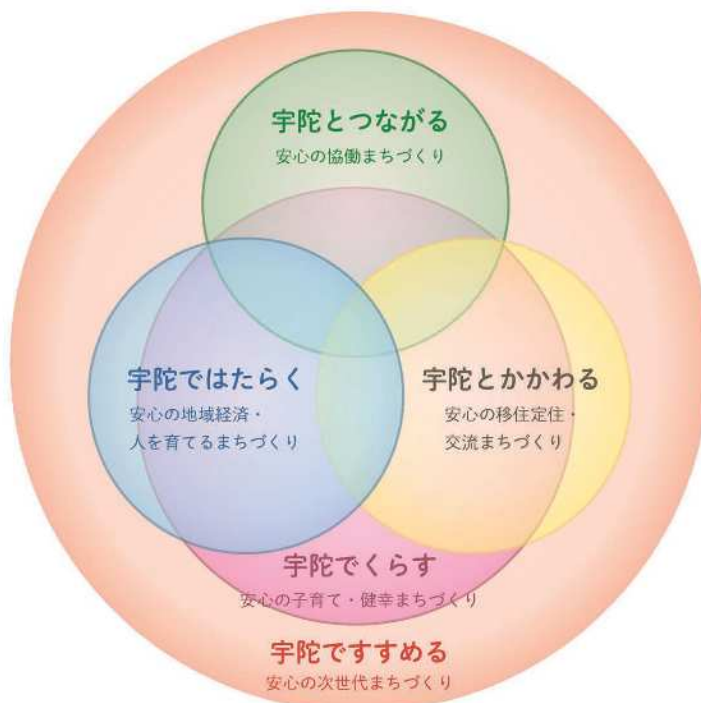 宇陀とつながる
安心の協働まちづくり
宇陀ではたらく
安心の地域経済・
人を育てるまちづくり
宇陀とかかわる
安心の移住定住・
交流まちづくり
宇陀でくらす
安心の子育て・健幸まちづくり
宇陀ですすめる
安心の次世代まちづくり